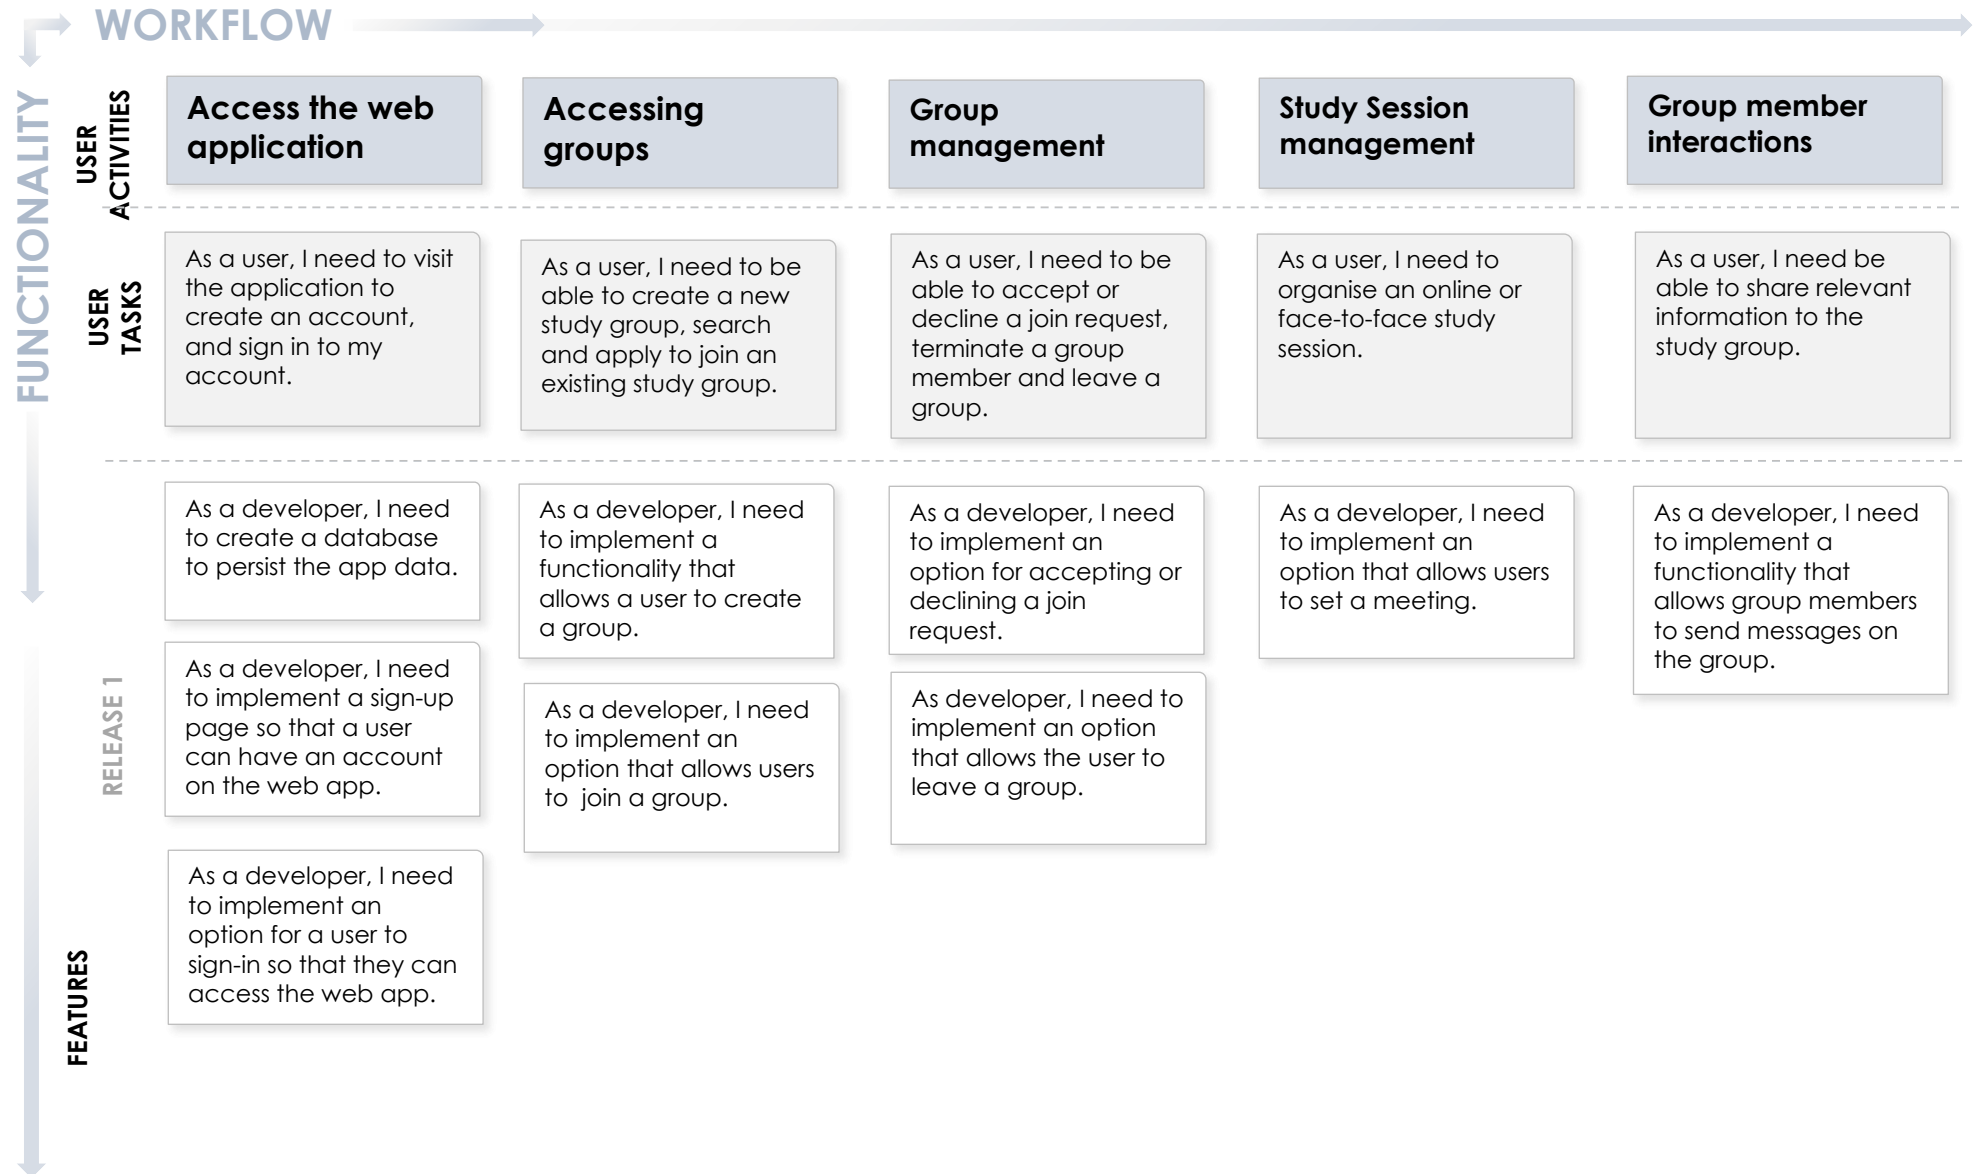 WORKFLOW
FUNCTIONALITY
USER
ACTIVITIES
Access the web
application
Accessing
groups
Group
management
Study Session
management
Group member
interactions
USER
TASKS
As a user, I need to visit
the application to
create an account,
and sign in to my
account.
As a user, I need to be
able to create a new
study group, search
and apply to join an
existing study group.
As a user, I need to be
able to accept or
decline a join request,
terminate a group
member and leave a
group.
As a user, I need to
organise an online or
face-to-face study
session.
As a user, I need be
able to share relevant
information to the
study group.
RELEASE 1
FEATURES
As a developer, I need
to create a database
to persist the app data.
As a developer, I need
to implement a sign-up
page so that a user
can have an account
on the web app.
As a developer, I need
to implement an
option for a user to
sign-in so that they can
access the web app.
As a developer, I need
to implement a
functionality that
allows a user to create
a group.
As a developer, I need
to implement an
option that allows users
to  join a group.
As a developer, I need
to implement an
option for accepting or
declining a join
request.
As developer, I need to
implement an option
that allows the user to
leave a group.
As a developer, I need
to implement an
option that allows users
to set a meeting.
As a developer, I need
to implement a
functionality that
allows group members
to send messages on
the group.